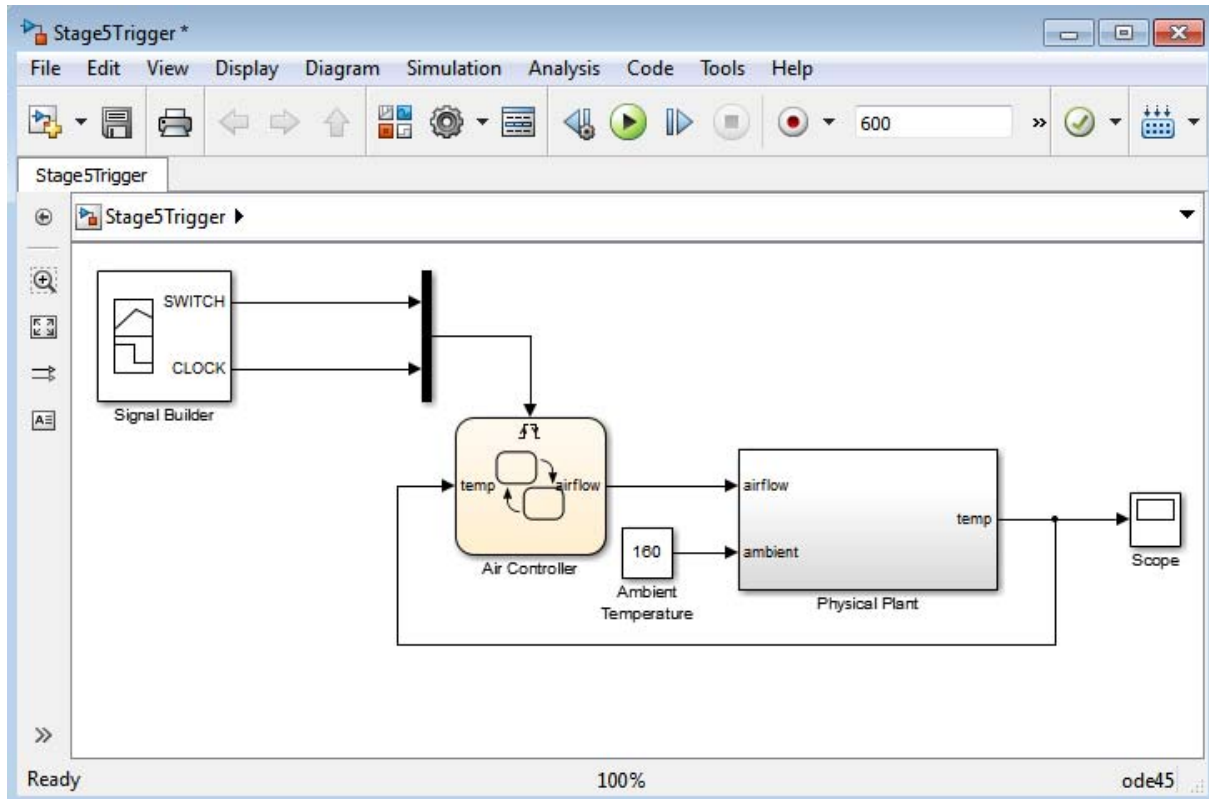 Stage5Trigger *
File Edit View Display Diagram Simulation Analysis Code Tools Help
600
Stage5Trigger
Stage5Trigger
SWITCH
CLOCK
Signal Builder
temp
airflow
Air Controller
160
Ambient
Temperature
airflow
ambient
temp
Physical Plant
Scope
Ready 100% ode45